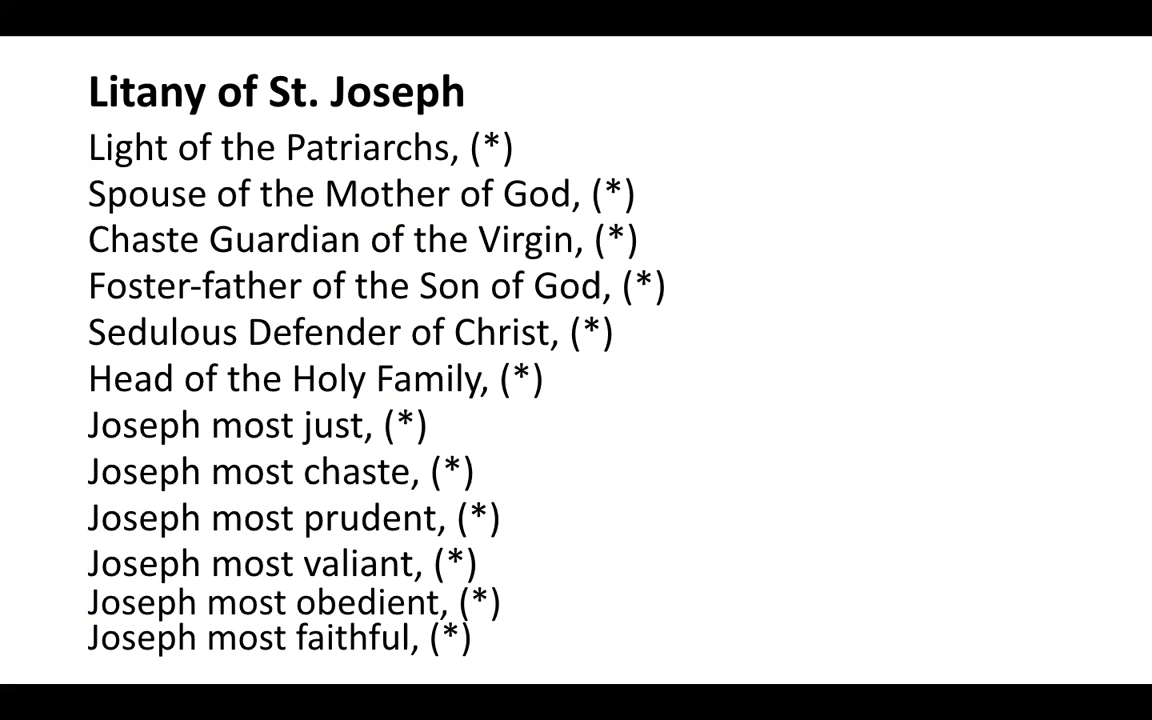 Litany of St. Joseph
Light of the Patriarchs, (*)
Spouse of the Mother of God, (*)
Chaste Guardian of the Virgin, (*)
Foster-father of the Son of God, (*)
Sedulous Defender of Christ, (*)
Head of the Holy Family, (*)
Joseph most just, (*)
Joseph most chaste, (*)
Joseph most prudent, (*)
Joseph most valiant, (*)
Joseph most obedient, (*)
Joseph most faithful, (*)